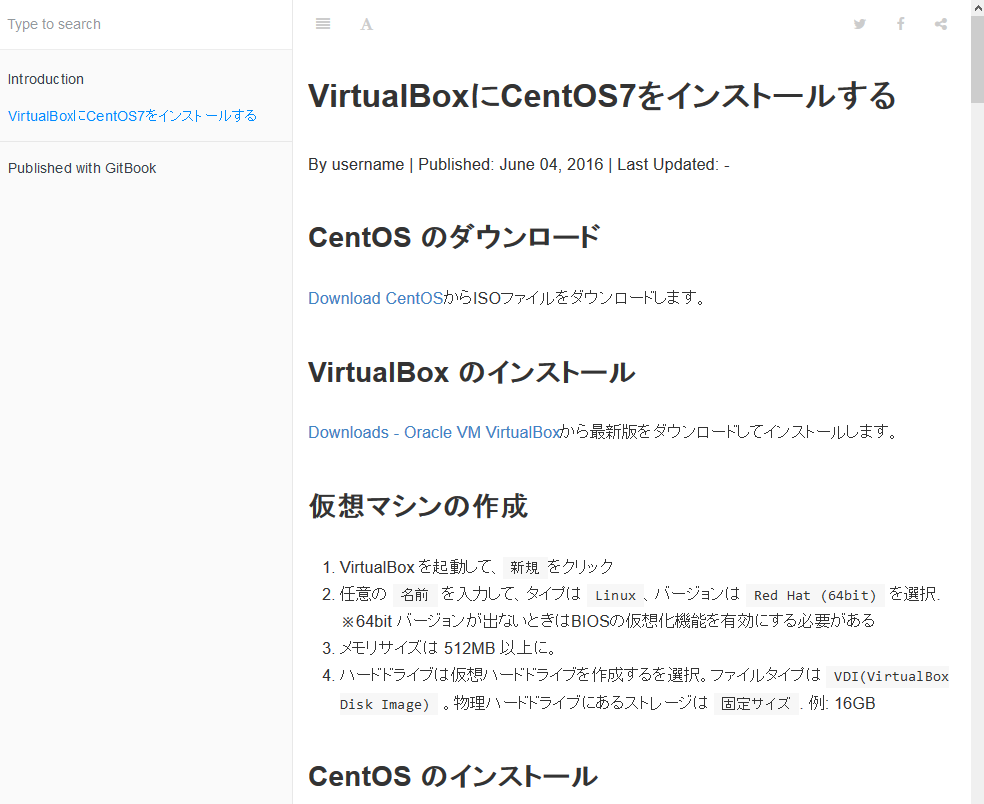 Type to search
Introduction
VirtualBoxにCentOS7をインストールする
Published with GitBook
A
VirtualBoxにCentOS7をインストールする
By username | Published: June 04, 2016 | Last Updated: -
CentOS のダウンロード
Download CentOSからISOファイルをダウンロードします。
VirtualBox のインストール
Downloads - Oracle VM VirtualBoxから最新版をダウンロードしてインストールします。
仮想マシンの作成
1. VirtualBox を起動して、 新規 をクリック
2. 任意の 名前 を入力して、タイプは Linux 、バージョンは Red Hat (64bit) を選択.
※64bit バージョンが出ないときはBIOSの仮想化機能を有効にする必要がある
3. メモリサイズは 512MB 以上に。
4. ハードドライブは仮想ハードドライブを作成するを選択。ファイルタイプは VDI(VirtualBox
Disk Image) 。物理ハードドライブにあるストレージは 固定サイズ . 例: 16GB
CentOS のインストール